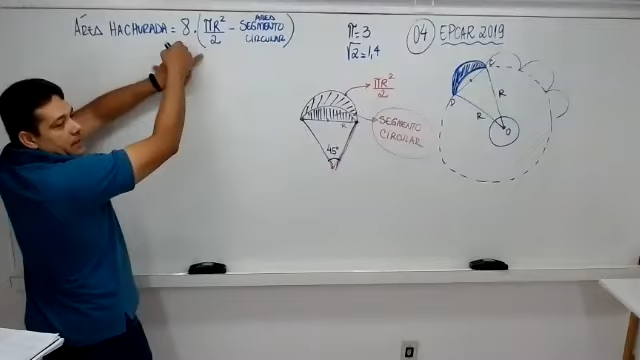 ÁREA HACHURADA = 8 · ( πR²/2 - ÁREA SEGMENTO CIRCULAR )
π = 3
√2 = 1,4
04 EPCAR 2019
πR²/2
R
SEGMENTO CIRCULAR
45°
P
R
R
O